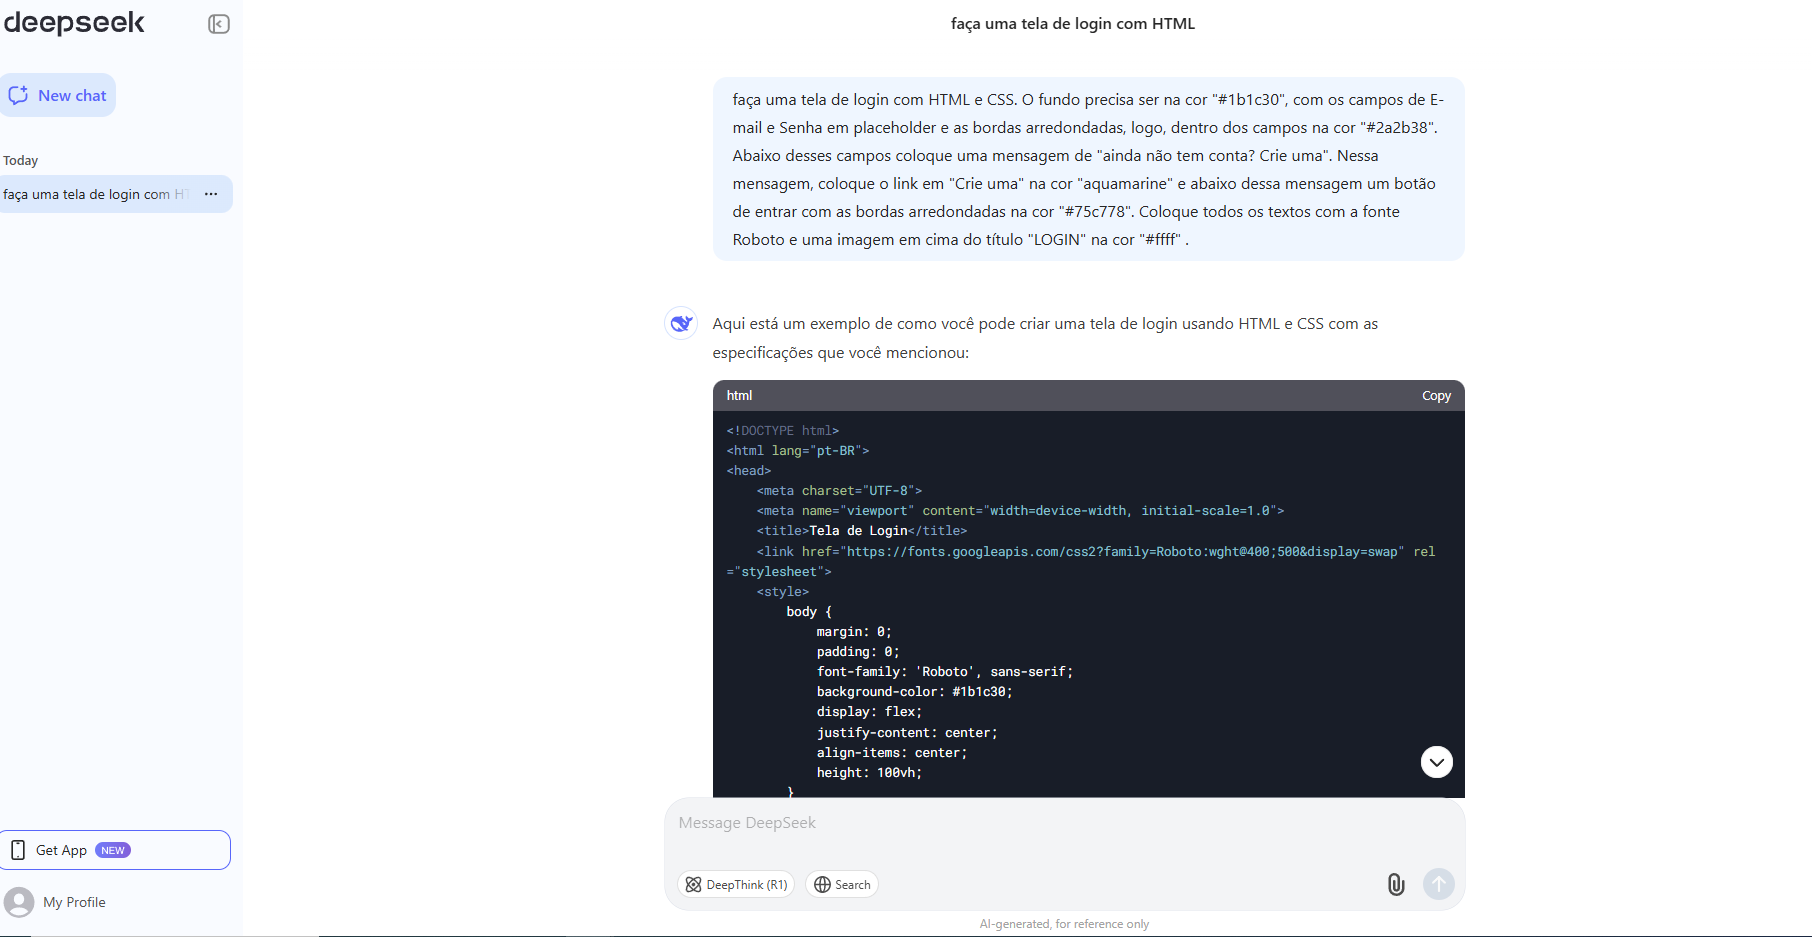 deepseek
New chat
Today
faça uma tela de login com HT
Get App NEW
My Profile
faça uma tela de login com HTML
faça uma tela de login com HTML e CSS. O fundo precisa ser na cor "#1b1c30", com os campos de E-
mail e Senha em placeholder e as bordas arredondadas, logo, dentro dos campos na cor "#2a2b38".
Abaixo desses campos coloque uma mensagem de "ainda não tem conta? Crie uma". Nessa
mensagem, coloque o link em "Crie uma" na cor "aquamarine" e abaixo dessa mensagem um botão
de entrar com as bordas arredondadas na cor "#75c778". Coloque todos os textos com a fonte
Roboto e uma imagem em cima do título "LOGIN" na cor "#ffff" .
Aqui está um exemplo de como você pode criar uma tela de login usando HTML e CSS com as
especificações que você mencionou:
html Copy
<!DOCTYPE html>
<html lang="pt-BR">
<head>
<meta charset="UTF-8">
<meta name="viewport" content="width=device-width, initial-scale=1.0">
<title>Tela de Login</title>
<link href="https://fonts.googleapis.com/css2?family=Roboto:wght@400;500&display=swap" rel
="stylesheet">
<style>
body {
margin: 0;
padding: 0;
font-family: 'Roboto', sans-serif;
background-color: #1b1c30;
display: flex;
justify-content: center;
align-items: center;
height: 100vh;
}
Message DeepSeek
DeepThink (R1) Search
AI-generated, for reference only